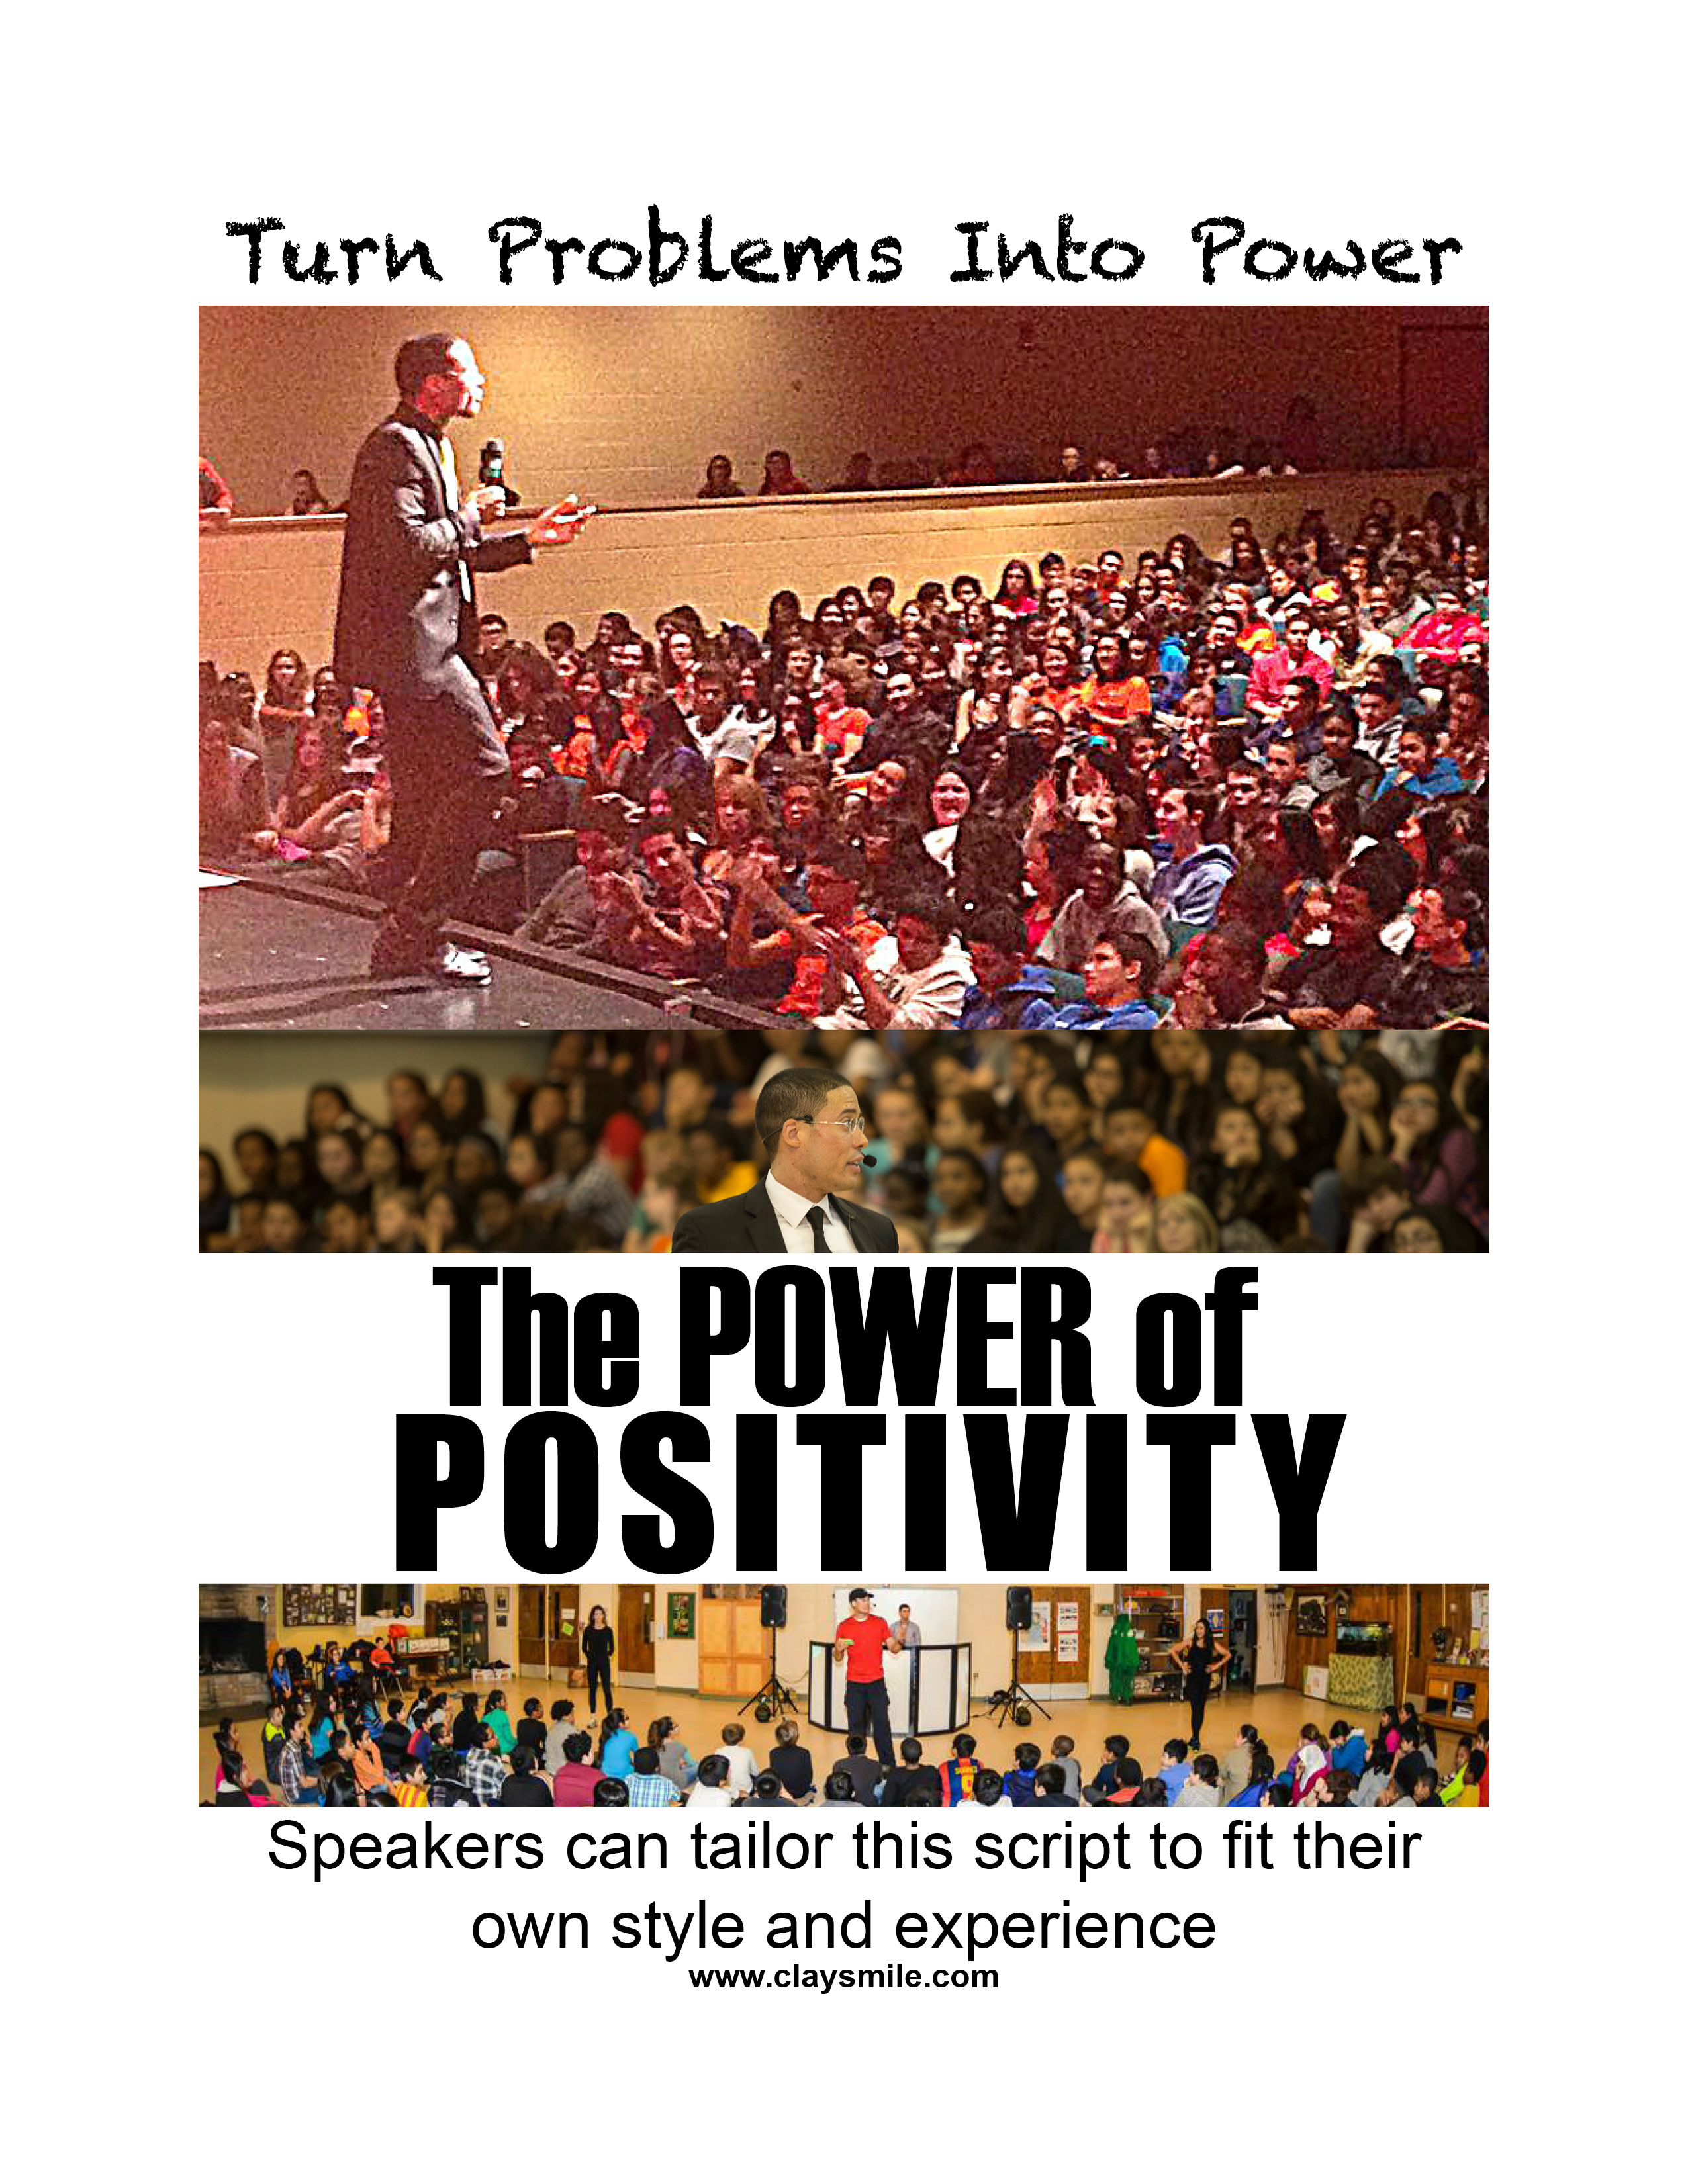 Turn Problems Into Power
The POWER of
POSITIVITY
Speakers can tailor this script to fit their
own style and experience
www.claysmile.com